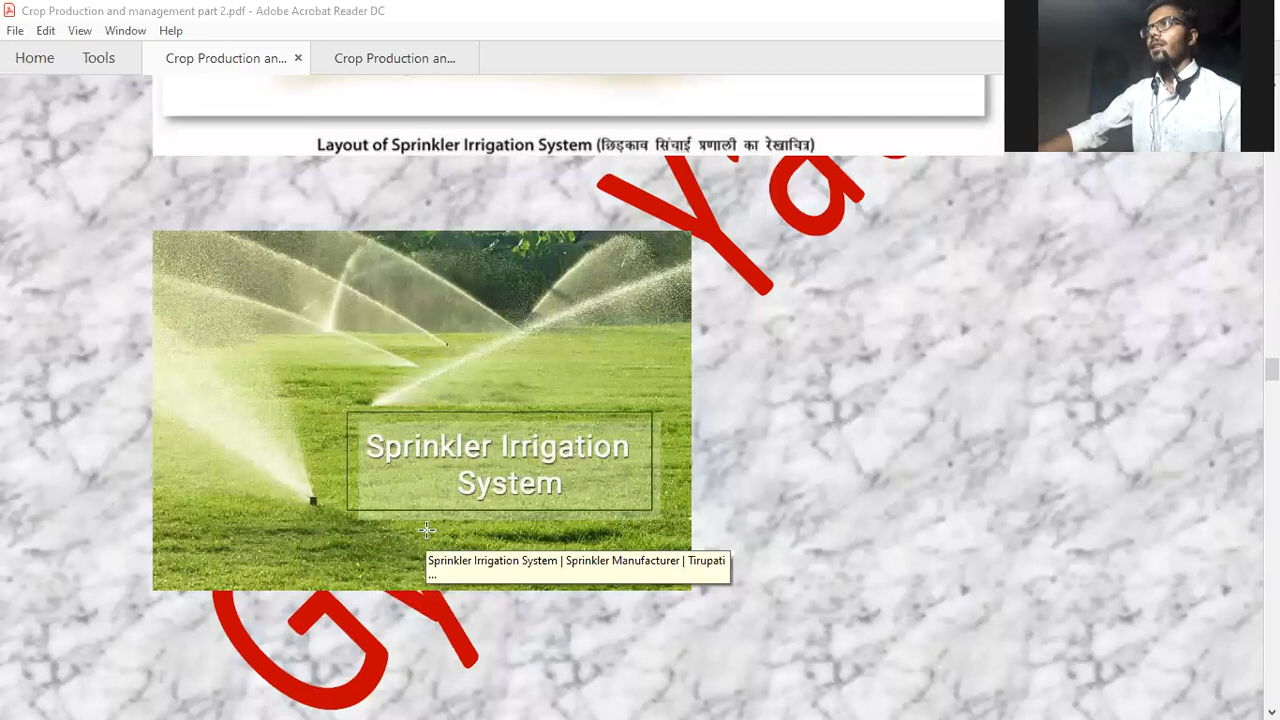 Crop Production and management part 2.pdf - Adobe Acrobat Reader DC
File Edit View Window Help
Home Tools Crop Production an... × Crop Production an...
Layout of Sprinkler Irrigation System (छिड़काव सिंचाई प्रणाली का रेखाचित्र)
Sprinkler Irrigation
System
Sprinkler Irrigation System | Sprinkler Manufacturer | Tirupati
...